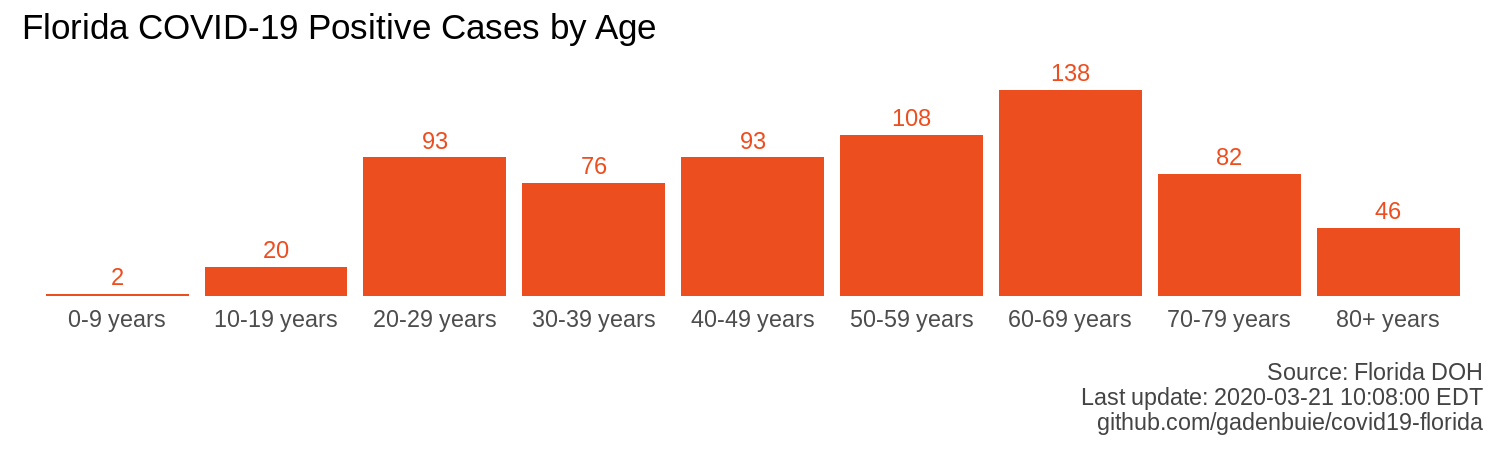 Florida COVID-19 Positive Cases by Age
2
20
93
76
93
108
138
82
46
0-9 years
10-19 years
20-29 years
30-39 years
40-49 years
50-59 years
60-69 years
70-79 years
80+ years
Source: Florida DOH
Last update: 2020-03-21 10:08:00 EDT
github.com/gadenbuie/covid19-florida